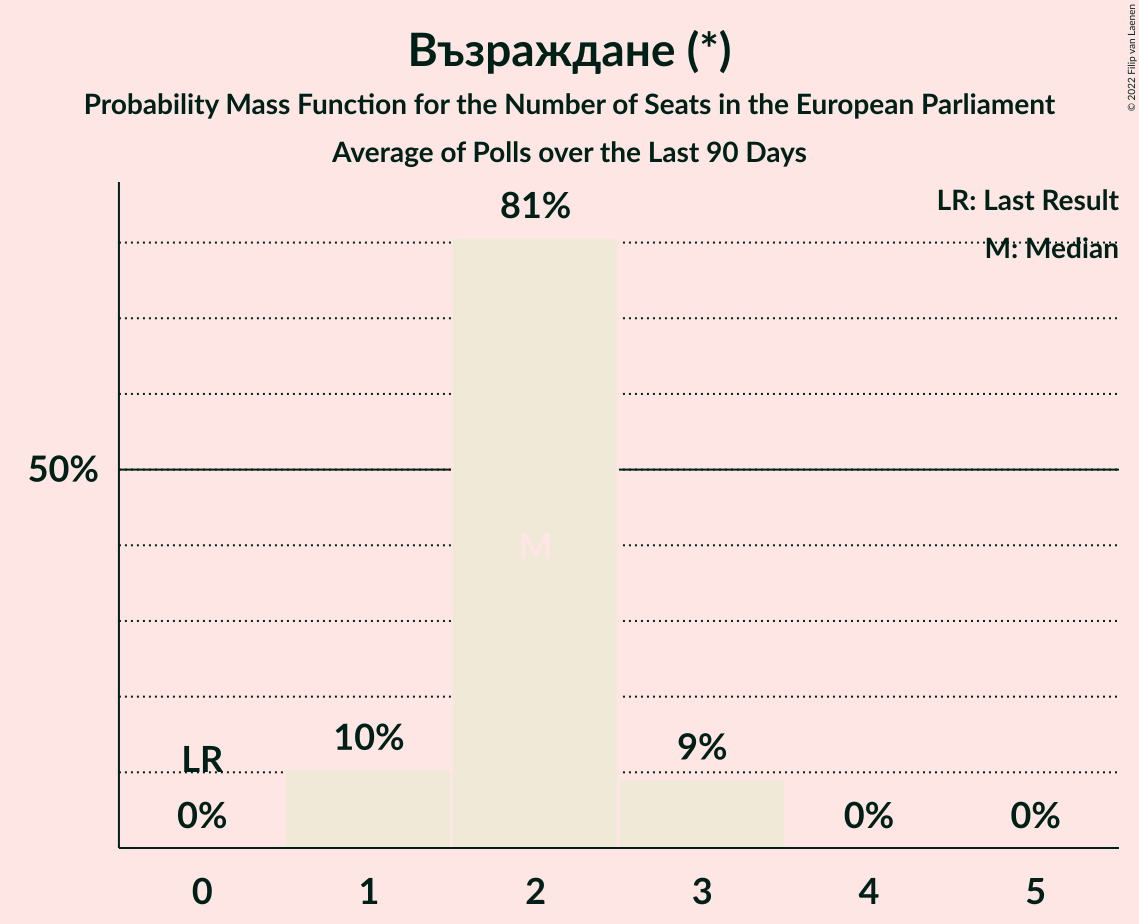 Възраждане (*)
Probability Mass Function for the Number of Seats in the European Parliament
Average of Polls over the Last 90 Days
© 2022 Filip van Laenen
LR: Last Result
M: Median
81%
50%
M
LR
10%
9%
0%
0%
0%
0 1 2 3 4 5